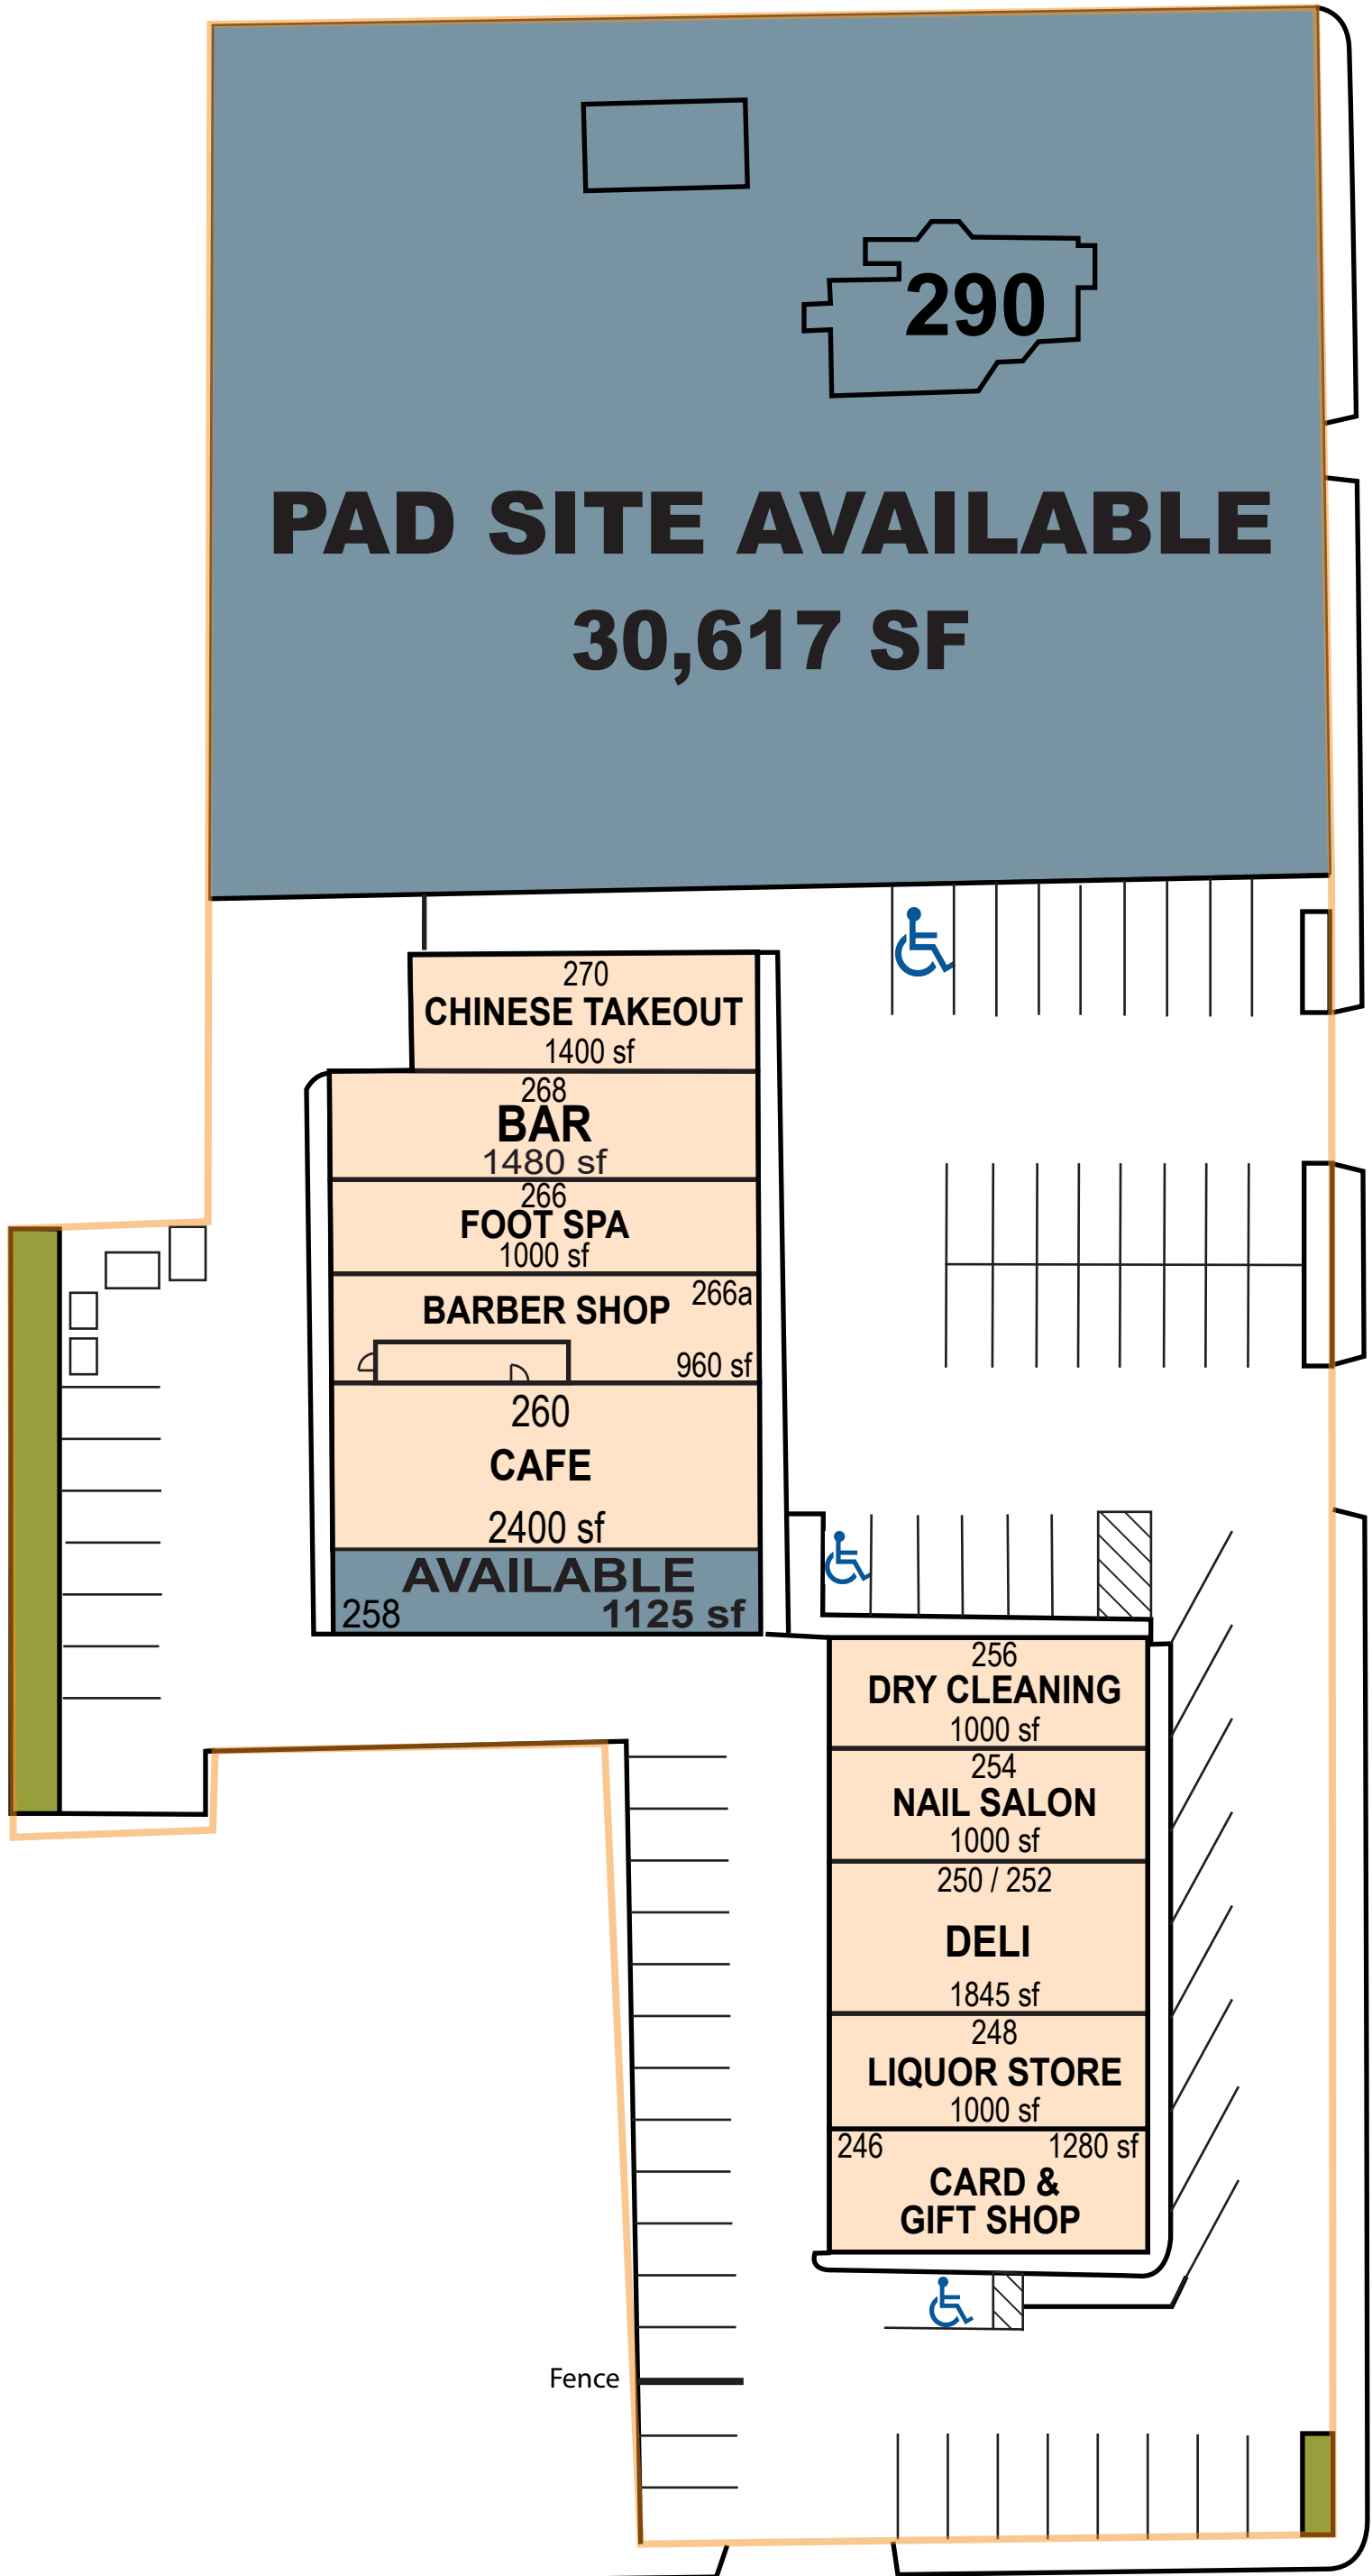 290
PAD SITE AVAILABLE
30,617 SF
270
CHINESE TAKEOUT
1400 sf
268
BAR
1480 sf
266
FOOT SPA
1000 sf
266a
BARBER SHOP
960 sf
260
CAFE
2400 sf
AVAILABLE
258 1125 sf
256
DRY CLEANING
1000 sf
254
NAIL SALON
1000 sf
250 / 252
DELI
1845 sf
248
LIQUOR STORE
1000 sf
246 1280 sf
CARD &
GIFT SHOP
Fence